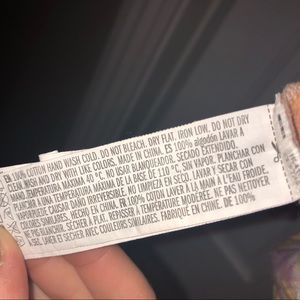 100% COTTON HAND WASH COLD. DO NOT BLEACH. DRY FLAT. IRON LOW. DO NOT DRY
CLEAN. WASH AND DRY WITH LIKE COLORS. MADE IN CHINA. ES 100% algodón LAVAR A
MANO. TEMPERATURA MÁXIMA 40 °C. NO USAR BLANQUEADOR. SECADO EXTENDIDO.
PLANCHAR A UNA TEMPERATURA MÁXIMA DE LA BASE DE 110 °C, SIN VAPOR. PLANCHAR CON
VAPOR PUEDE CAUSAR DAÑO IRREVERSIBLE. NO LIMPIEZA EN SECO. LAVAR Y SECAR CON
COLORES SIMILARES. HECHO EN CHINA. FR 100% COTON LAVER À LA MAIN À L'EAU FROIDE.
NE PAS BLANCHIR. SÉCHER À PLAT. REPASSER À TEMPÉRATURE MODÉRÉE. NE PAS NETTOYER
À SEC. LAVER ET SÉCHER AVEC COULEURS SIMILAIRES. FABRIQUÉ EN CHINE. DE 100%